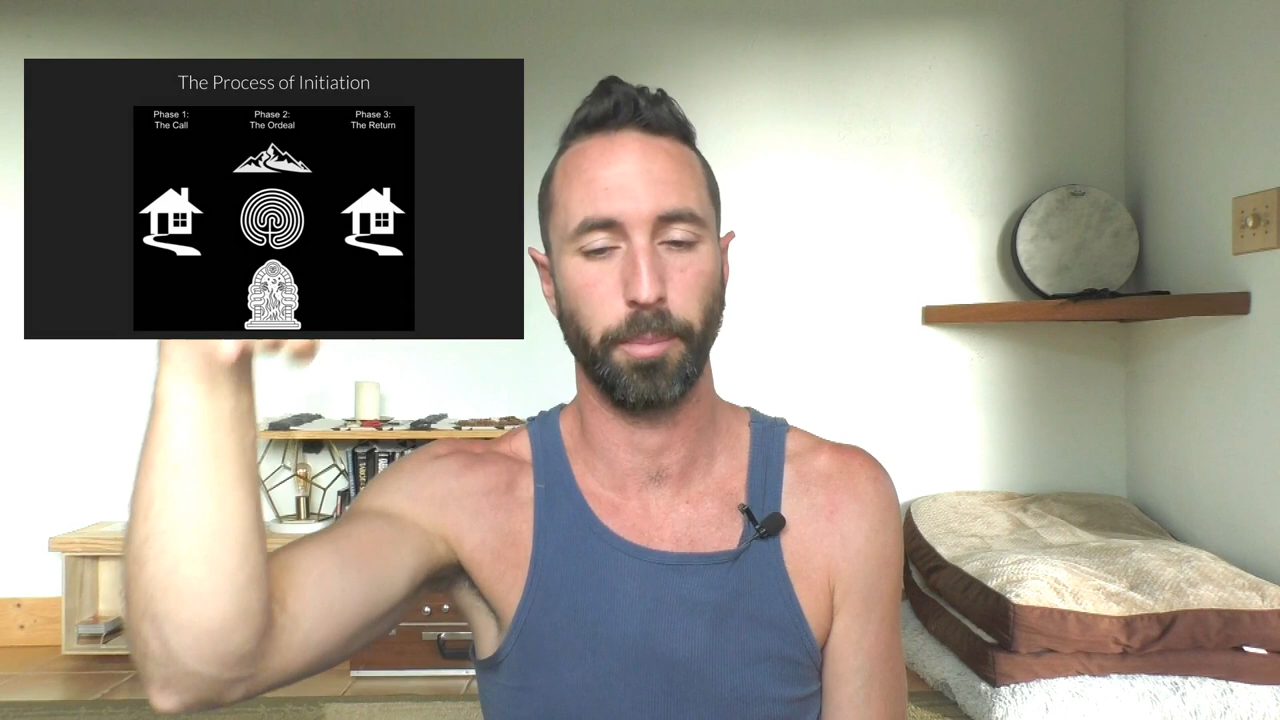 The Process of Initiation
Phase 1:
The Call
Phase 2:
The Ordeal
Phase 3:
The Return